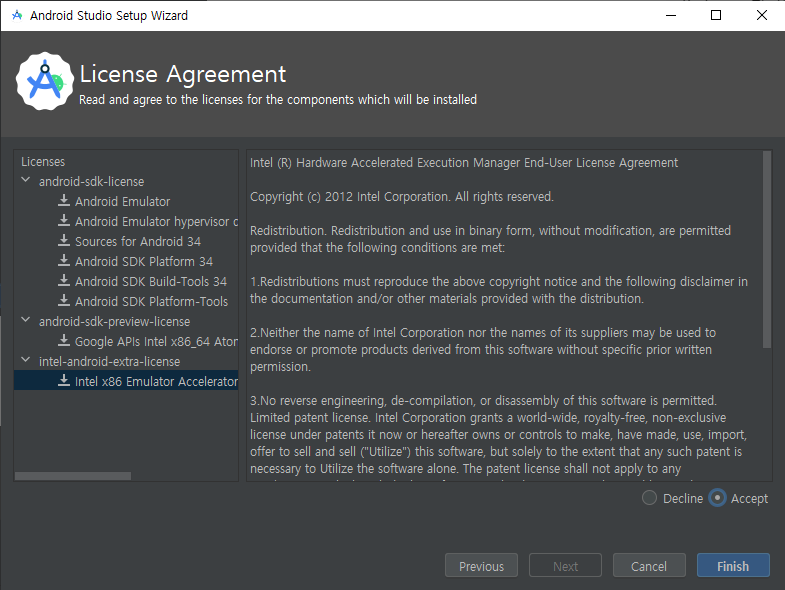 Android Studio Setup Wizard
License Agreement
Read and agree to the licenses for the components which will be installed
Licenses
android-sdk-license
Android Emulator
Android Emulator hypervisor d
Sources for Android 34
Android SDK Platform 34
Android SDK Build-Tools 34
Android SDK Platform-Tools
android-sdk-preview-license
Google APIs Intel x86_64 Aton
intel-android-extra-license
Intel x86 Emulator Accelerator
Intel (R) Hardware Accelerated Execution Manager End-User License Agreement
Copyright (c) 2012 Intel Corporation. All rights reserved.
Redistribution. Redistribution and use in binary form, without modification, are permitted
provided that the following conditions are met:
1.Redistributions must reproduce the above copyright notice and the following disclaimer in
the documentation and/or other materials provided with the distribution.
2.Neither the name of Intel Corporation nor the names of its suppliers may be used to
endorse or promote products derived from this software without specific prior written
permission.
3.No reverse engineering, de-compilation, or disassembly of this software is permitted.
Limited patent license. Intel Corporation grants a world-wide, royalty-free, non-exclusive
license under patents it now or hereafter owns or controls to make, have made, use, import,
offer to sell and sell ("Utilize") this software, but solely to the extent that any such patent is
necessary to Utilize the software alone. The patent license shall not apply to any
Decline
Accept
Previous
Next
Cancel
Finish